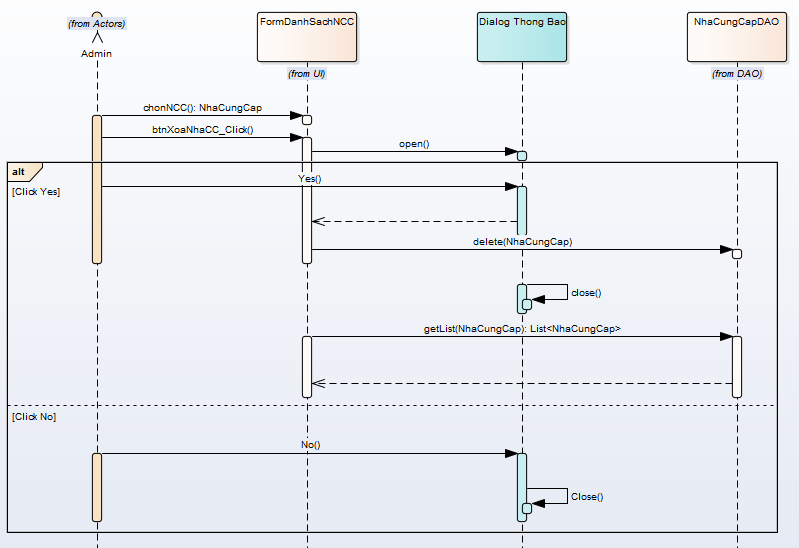 (from Actors)
Admin
FormDanhSachNCC
(from UI)
Dialog Thong Bao
NhaCungCapDAO
(from DAO)
chonNCC(): NhaCungCap
btnXoaNhaCC_Click()
open()
alt
[Click Yes]
Yes()
delete(NhaCungCap)
close()
getList(NhaCungCap): List<NhaCungCap>
[Click No]
No()
Close()